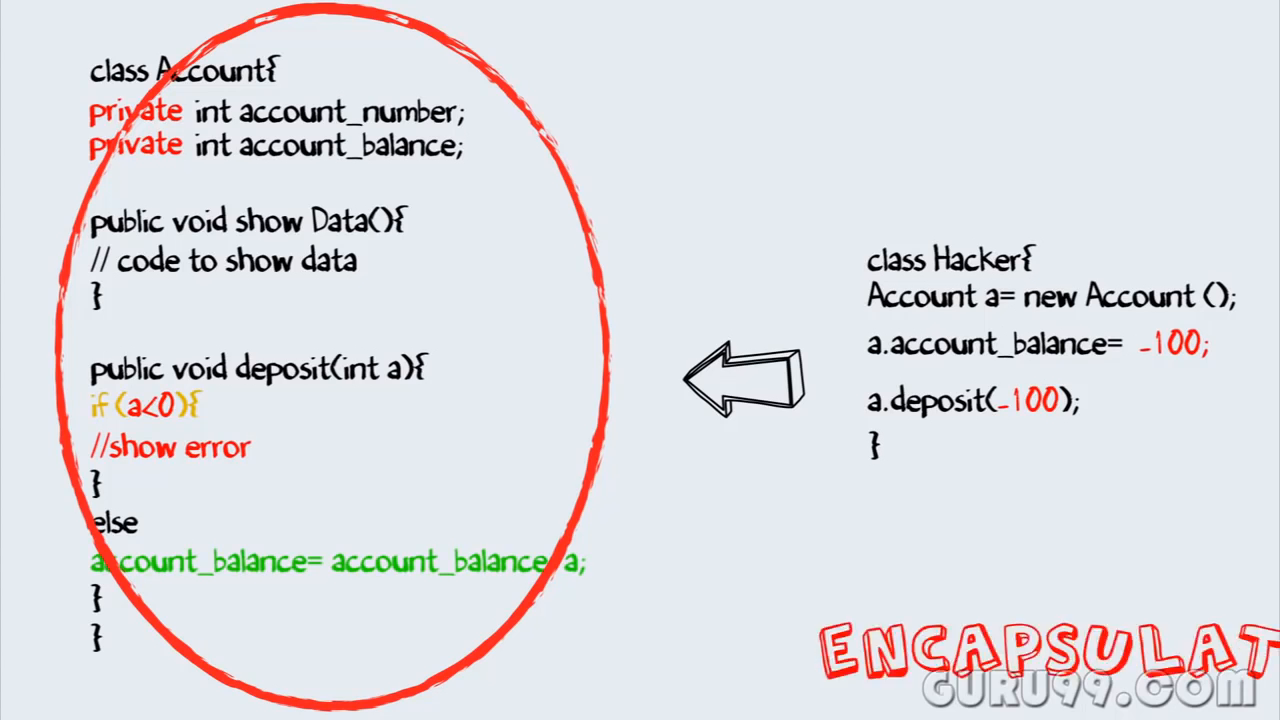 class Account{
private int account_number;
private int account_balance;
public void show Data(){
// code to show data
}
public void deposit(int a){
if (a<0){
//show error
}
else
account_balance= account_balance a;
}
}
class Hacker{
Account a= new Account ();
a.account_balance= -100;
a.deposit(-100);
}
ENCAPSULAT
GURU99.COM